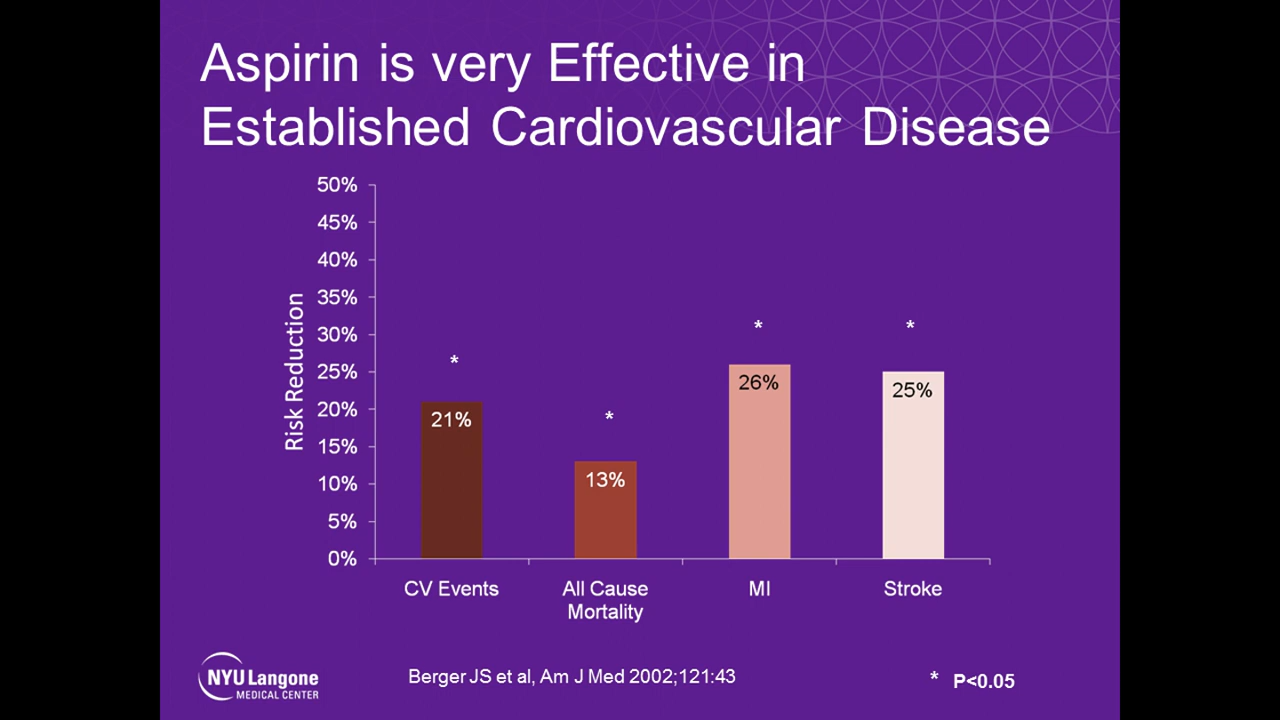 Aspirin is very Effective in
Established Cardiovascular Disease
50%
45%
40%
35%
30%
25%
20%
15%
10%
5%
0%
Risk Reduction
*
21%
*
13%
*
26%
*
25%
CV Events
All Cause
Mortality
MI
Stroke
NYU Langone
MEDICAL CENTER
Berger JS et al, Am J Med 2002;121:43
* P<0.05